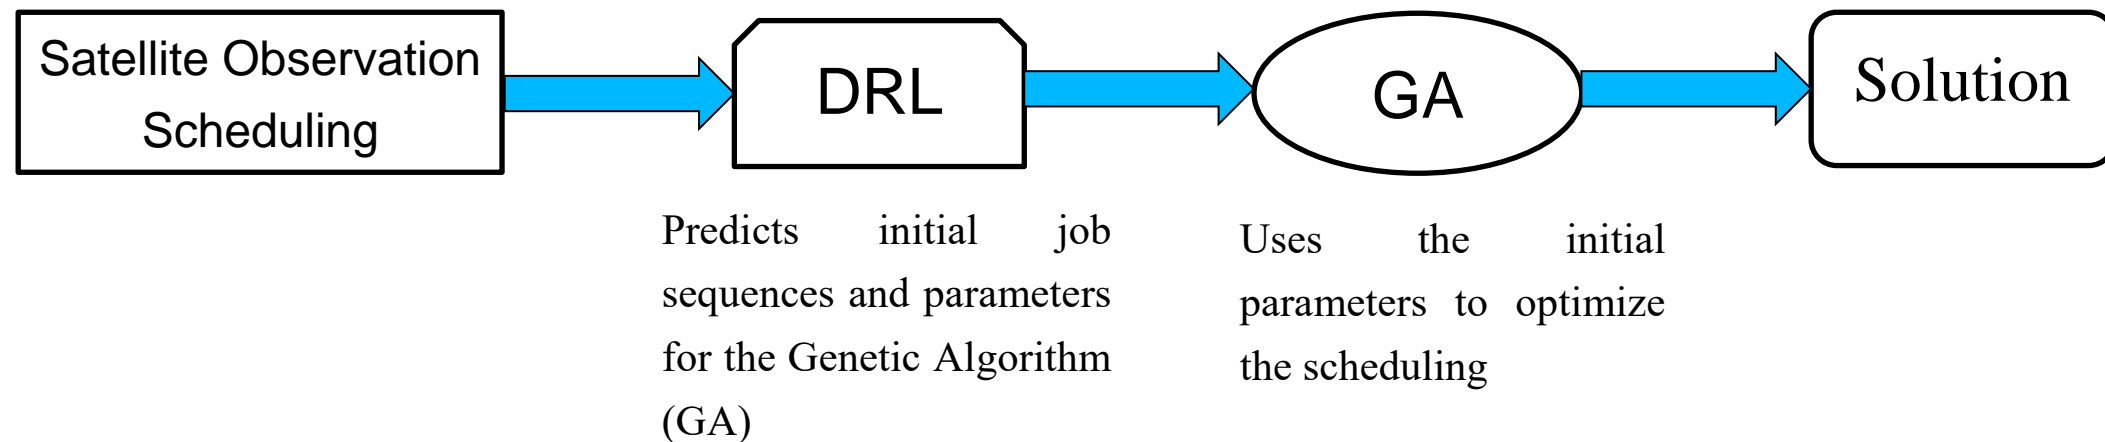 Satellite Observation
Scheduling
DRL
GA
Solution
Predicts initial job
sequences and parameters
for the Genetic Algorithm
(GA)
Uses the initial
parameters to optimize
the scheduling